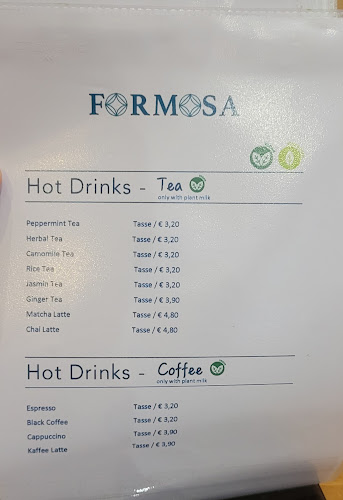 FORMOSA
Hot Drinks - Tea
only with plant milk
Peppermint Tea Tasse / € 3,20
Herbal Tea Tasse / € 3,20
Camomile Tea Tasse / € 3,20
Rice Tea Tasse / € 3,20
Jasmin Tea Tasse / € 3,20
Ginger Tea Tasse / € 3,90
Matcha Latte Tasse / € 4,80
Chai Latte Tasse / € 4,80
Hot Drinks - Coffee
only with plant milk
Espresso Tasse / € 3,20
Black Coffee Tasse / € 3,20
Cappuccino Tasse / € 3,90
Kaffee Latte Tasse / € 3,90